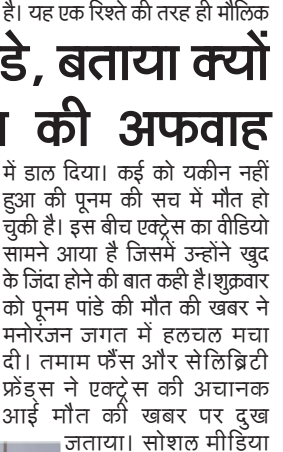 है। यह एक रिश्ते की तरह ही मौलिक
डे, बताया क्यों
की अफवाह
में डाल दिया। कई को यकीन नहीं
हुआ की पूनम की सच में मौत हो
चुकी है। इस बीच एक्ट्रेस का वीडियो
सामने आया है जिसमें उन्होंने खुद
के जिंदा होने की बात कही है।शुक्रवार
को पूनम पांडे की मौत की खबर ने
मनोरंजन जगत में हलचल मचा
दी। तमाम फैंस और सेलिब्रिटी
फ्रेंड्स ने एक्ट्रेस की अचानक
आई मौत की खबर पर दुख
जताया। सोशल मीडिया